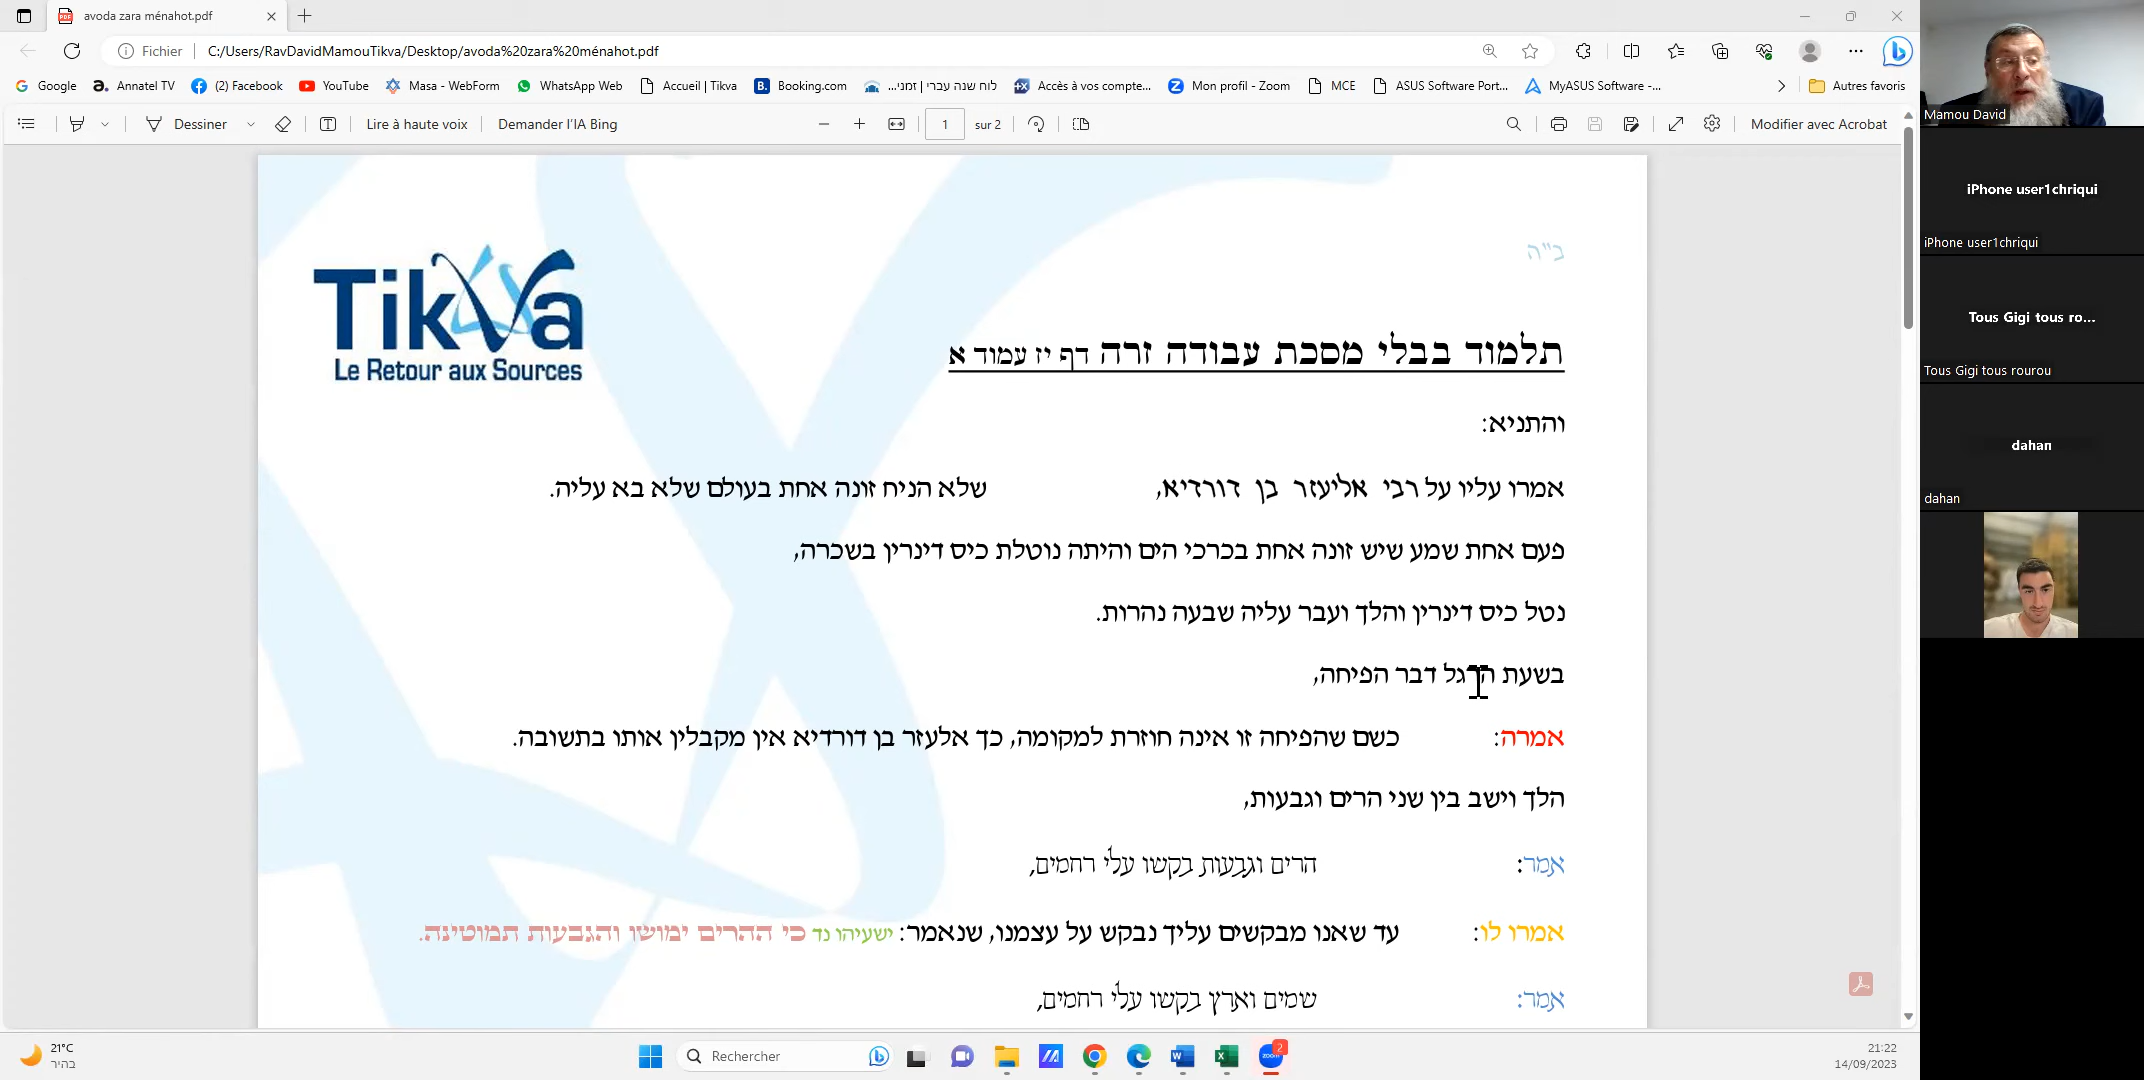 avoda zara ménahot.pdf
Fichier
C:/Users/RavDavidMamouTikva/Desktop/avoda%20zara%20ménahot.pdf
Google
a. Annatel TV
(2) Facebook
YouTube
Masa - WebForm
WhatsApp Web
Accueil | Tikva
B. Booking.com
לוח שנה עברי | זמני...
Accès à vos compte...
Mon profil - Zoom
MCE
ASUS Software Port...
MyASUS Software -...
Autres favoris
Dessiner
Lire à haute voix
Demander l'IA Bing
1 sur 2
Modifier avec Acrobat
ב"ה
Tikva
Le Retour aux Sources
תלמוד בבלי מסכת עבודה זרה דף יז עמוד א
והתניא:
אמרו עליו על רבי אליעזר בן דורדיא, שלא הניח זונה אחת בעולם שלא בא עליה.
פעם אחת שמע שיש זונה אחת בכרכי הים והיתה נוטלת כיס דינרין בשכרה,
נטל כיס דינרין והלך ועבר עליה שבעה נהרות.
בשעת הרגל דבר הפיחה,
אמרה: כשם שהפיחה זו אינה חוזרת למקומה, כך אלעזר בן דורדיא אין מקבלין אותו בתשובה.
הלך וישב בין שני הרים וגבעות,
אמר: הרים וגבעות בקשו עלי רחמים,
אמרו לו: עד שאנו מבקשים עליך נבקש על עצמנו, שנאמר: ישעיהו נד כי ההרים ימושו והגבעות תמוטינה.
אמר: שמים וארץ בקשו עלי רחמים,
Mamou David
iPhone user1chriqui
iPhone user1chriqui
Tous Gigi tous ro...
Tous Gigi tous rourou
dahan
dahan
21°C
בהיר
Rechercher
zoom
2
21:22
14/09/2023